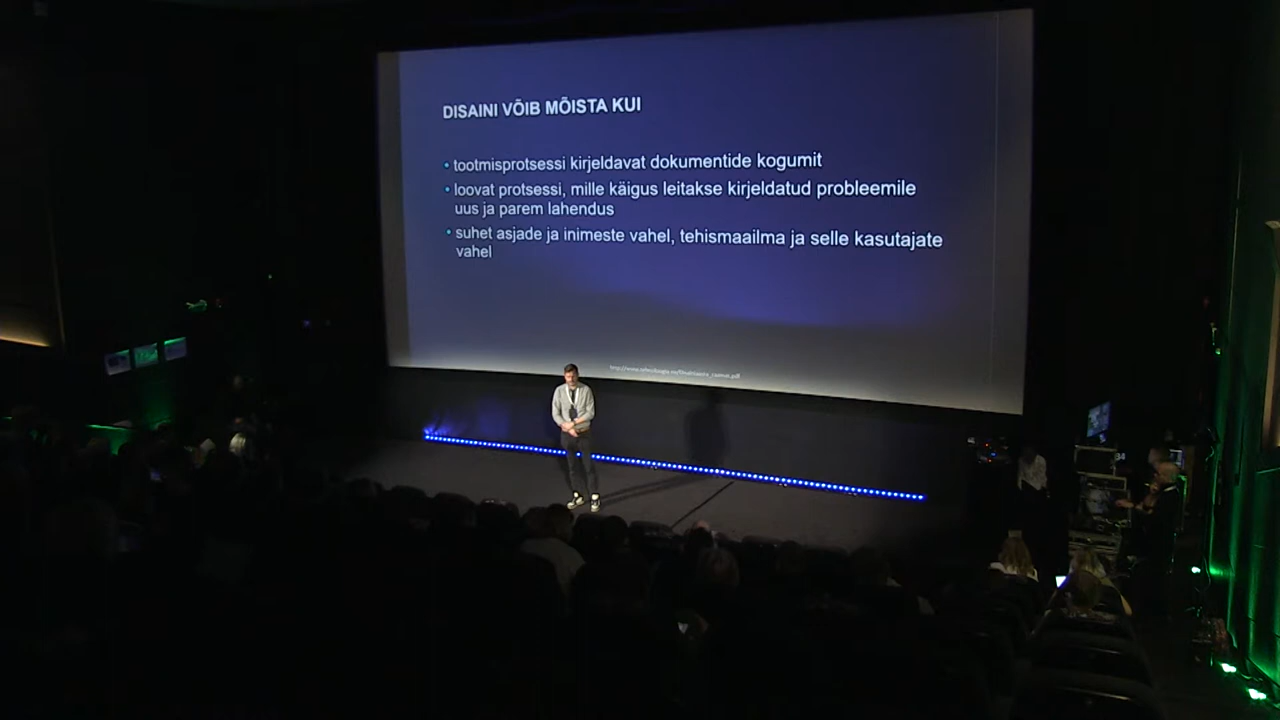 DISAINI VÕIB MÕISTA KUI
• tootmisprotsessi kirjeldavat dokumentide kogumit
• loovat protsessi, mille käigus leitakse kirjeldatud probleemile
uus ja parem lahendus
• suhet asjade ja inimeste vahel, tehismaailma ja selle kasutajate
vahel